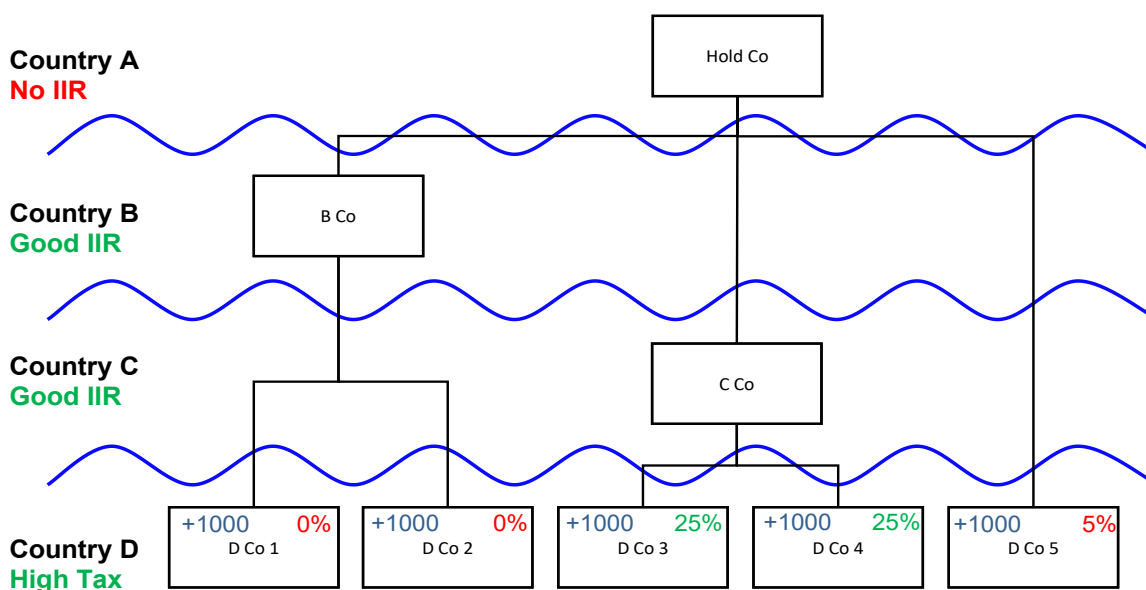 Hold Co
Country A
No IIR
B Co
Country B
Good IIR
Country C
Good IIR
C Co
+1000 0%
D Co 1
+1000 0%
D Co 2
+1000 25%
D Co 3
+1000 25%
D Co 4
+1000 5%
D Co 5
Country D
High Tax